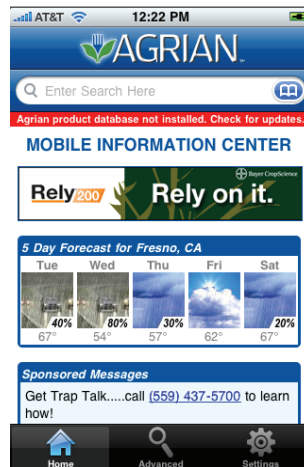 AT&T 12:22 PM
AGRIAN
Enter Search Here
Agrian product database not installed. Check for updates.
MOBILE INFORMATION CENTER
Bayer CropScience
Rely 200 Rely on it.
5 Day Forecast for Fresno, CA
Tue Wed Thu Fri Sat
40% 80% 30% 20%
67° 54° 57° 62° 67°
Sponsored Messages
Get Trap Talk.....call (559) 437-5700 to learn
how!
Home Advanced Settings